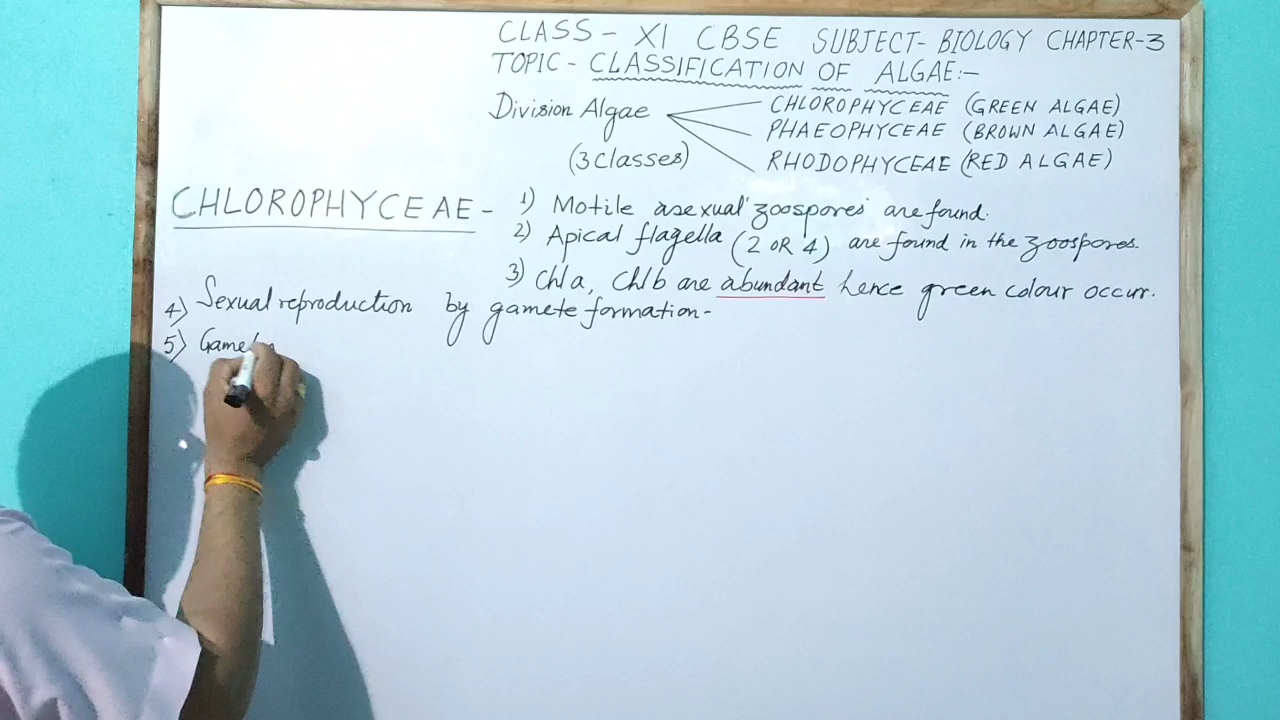 CLASS - XI CBSE SUBJECT- BIOLOGY CHAPTER-3
TOPIC - CLASSIFICATION OF ALGAE:-
Division Algae
(3 classes)
CHLOROPHYCEAE (GREEN ALGAE)
PHAEOPHYCEAE (BROWN ALGAE)
RHODOPHYCEAE (RED ALGAE)
CHLOROPHYCEAE - 1) Motile asexual 'zoospores' are found.
2) Apical flagella (2 OR 4) are found in the zoospores.
3) Chl a, Chl b are abundant hence green colour occur.
4) Sexual reproduction by gamete formation-
5)